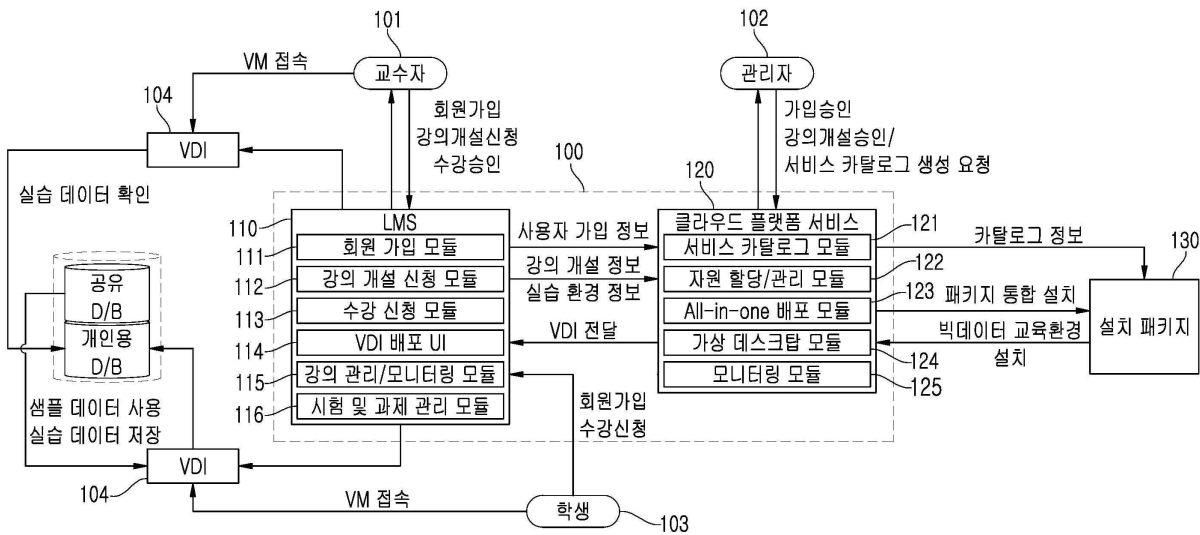 101
교수자
VM 접속
102
관리자
104
VDI
회원가입
강의개설신청
수강승인
가입승인
강의개설승인/
서비스 카탈로그 생성 요청
실습 데이터 확인
100
110
LMS
111
회원 가입 모듈
112
강의 개설 신청 모듈
113
수강 신청 모듈
114
VDI 배포 UI
115
강의 관리/모니터링 모듈
116
시험 및 과제 관리 모듈
사용자 가입 정보
강의 개설 정보
실습 환경 정보
VDI 전달
120
클라우드 플랫폼 서비스
서비스 카탈로그 모듈
121
자원 할당/관리 모듈
122
All-in-one 배포 모듈
123
가상 데스크탑 모듈
124
모니터링 모듈
125
카탈로그 정보
패키지 통합 설치
빅데이터 교육환경
설치
130
설치 패키지
공유
D/B
개인용
D/B
샘플 데이터 사용
실습 데이터 저장
VDI
104
회원가입
수강신청
VM 접속
학생
103